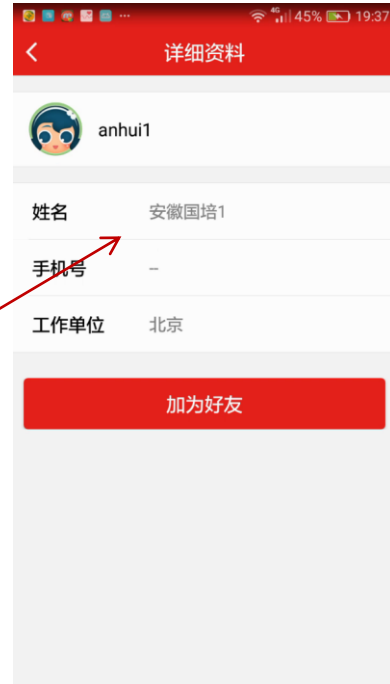 4G 45% 19:37
详细资料
anhui1
姓名 安徽国培1
手机号 –
工作单位 北京
加为好友